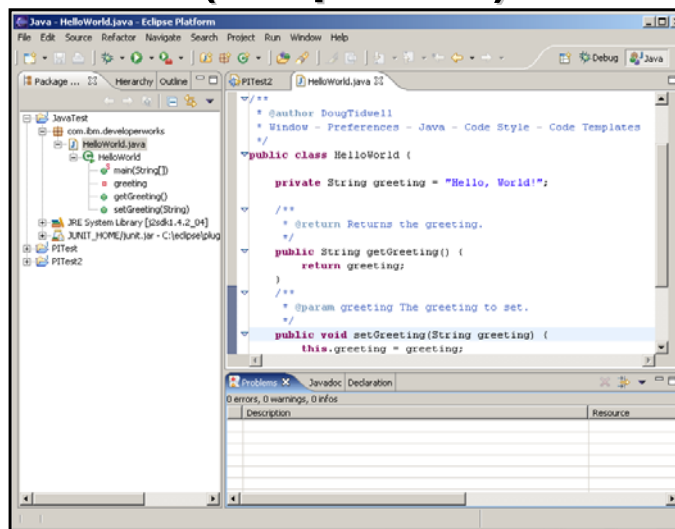 Java - HelloWorld.java - Eclipse Platform
File Edit Source Refactor Navigate Search Project Run Window Help
Debug Java
Package ... Hierarchy Outline
JavaTest
com.ibm.developerworks
HelloWorld.java
HelloWorld
main(String[])
greeting
getGreeting()
setGreeting(String)
JRE System Library [j2sdk1.4.2_04]
JUNIT_HOME/junit.jar - C:\eclipse\plug
PITest
PITest2
PITest2 HelloWorld.java
/**
* @author DougTidwell
* Window - Preferences - Java - Code Style - Code Templates
*/
public class HelloWorld {
private String greeting = "Hello, World!";
/**
* @return Returns the greeting.
*/
public String getGreeting() {
return greeting;
}
/**
* @param greeting The greeting to set.
*/
public void setGreeting(String greeting) {
this.greeting = greeting;
Problems Javadoc Declaration
0 errors, 0 warnings, 0 infos
Description Resource